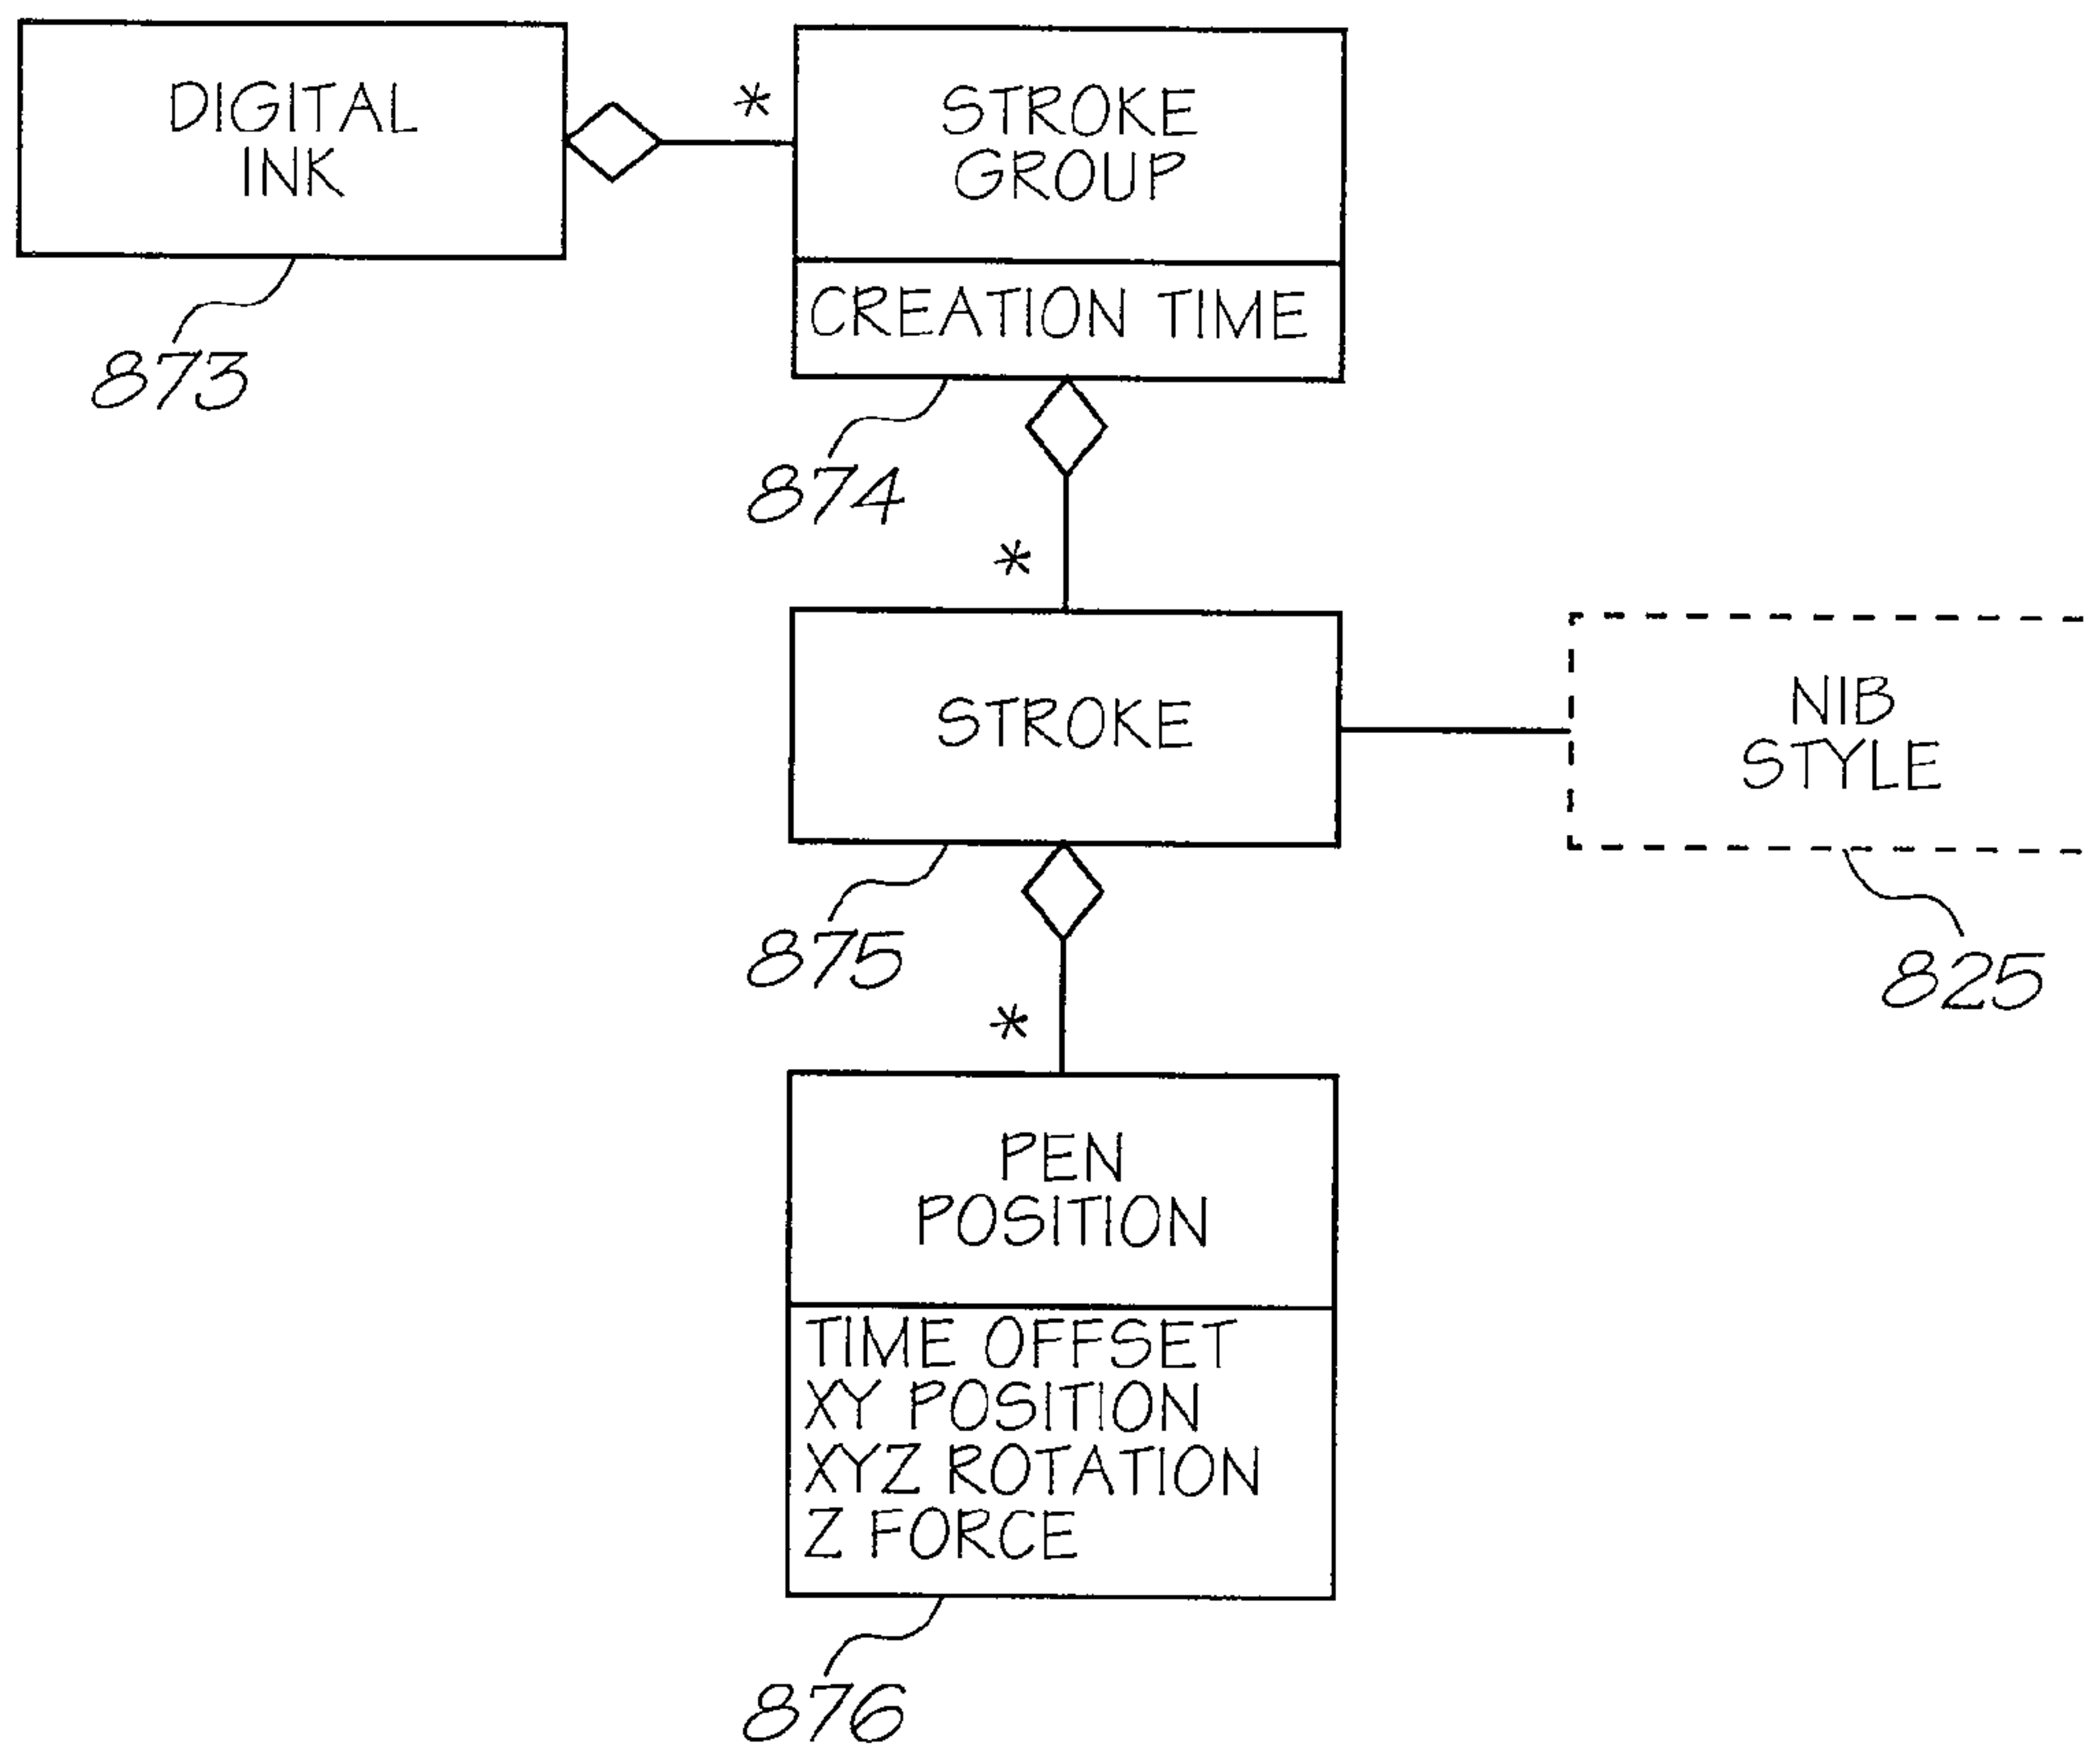 DIGITAL
INK
*
STROKE
GROUP
CREATION TIME
873
874
*
STROKE
NIB
STYLE
875
825
*
PEN
POSITION
TIME OFFSET
XY POSITION
XYZ ROTATION
Z FORCE
876